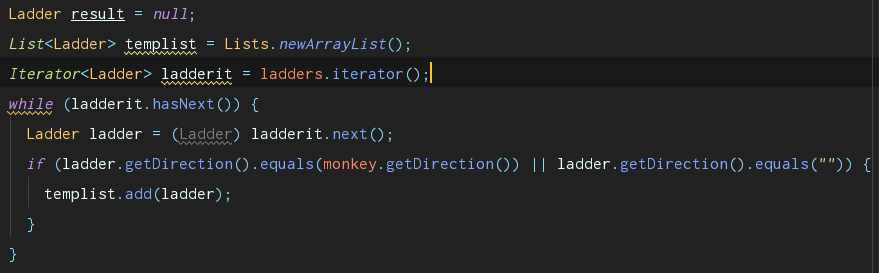 Ladder result = null;
List<Ladder> templist = Lists.newArrayList();
Iterator<Ladder> ladderit = ladders.iterator();
while (ladderit.hasNext()) {
Ladder ladder = (Ladder) ladderit.next();
if (ladder.getDirection().equals(monkey.getDirection()) || ladder.getDirection().equals("")) {
templist.add(ladder);
}
}